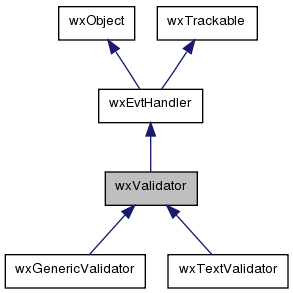 wxObject
wxTrackable
wxEvtHandler
wxValidator
wxGenericValidator
wxTextValidator